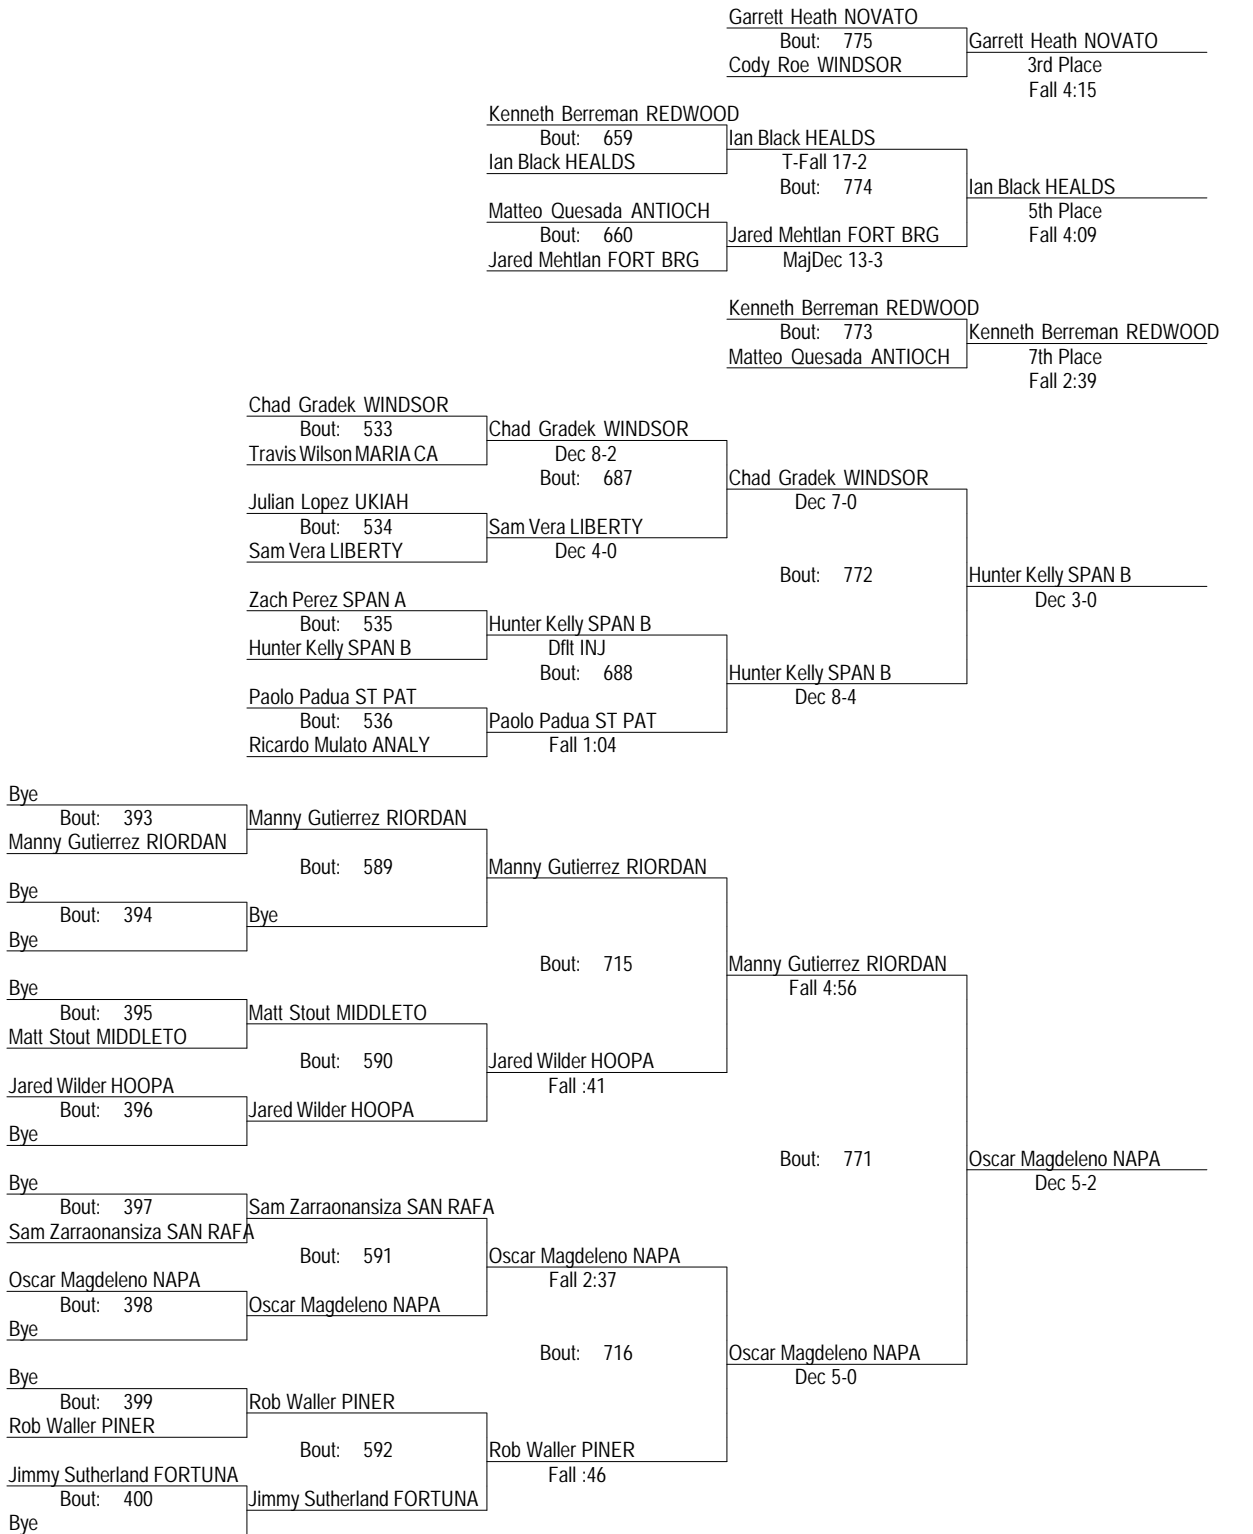 Garrett Heath NOVATO
Bout: 775 Garrett Heath NOVATO
Cody Roe WINDSOR 3rd Place
Fall 4:15
Kenneth Berreman REDWOOD
Bout: 659 Ian Black HEALDS
Ian Black HEALDS T-Fall 17-2
Bout: 774 Ian Black HEALDS
Matteo Quesada ANTIOCH 5th Place
Bout: 660 Jared Mehtlan FORT BRG Fall 4:09
Jared Mehtlan FORT BRG MajDec 13-3
Kenneth Berreman REDWOOD
Bout: 773 Kenneth Berreman REDWOOD
Matteo Quesada ANTIOCH 7th Place
Fall 2:39
Chad Gradek WINDSOR
Bout: 533 Chad Gradek WINDSOR
Travis Wilson MARIA CA Dec 8-2
Bout: 687 Chad Gradek WINDSOR
Julian Lopez UKIAH Dec 7-0
Bout: 534 Sam Vera LIBERTY
Sam Vera LIBERTY Dec 4-0
Bout: 772 Hunter Kelly SPAN B
Zach Perez SPAN A Dec 3-0
Bout: 535 Hunter Kelly SPAN B
Hunter Kelly SPAN B Dflt INJ
Bout: 688 Hunter Kelly SPAN B
Paolo Padua ST PAT Dec 8-4
Bout: 536 Paolo Padua ST PAT
Ricardo Mulato ANALY Fall 1:04
Bye
Bout: 393 Manny Gutierrez RIORDAN
Manny Gutierrez RIORDAN
Bout: 589 Manny Gutierrez RIORDAN
Bye
Bout: 394 Bye
Bye
Bout: 715 Manny Gutierrez RIORDAN
Bye Fall 4:56
Bout: 395 Matt Stout MIDDLETO
Matt Stout MIDDLETO
Bout: 590 Jared Wilder HOOPA
Jared Wilder HOOPA Fall :41
Bout: 396 Jared Wilder HOOPA
Bye
Bout: 771 Oscar Magdeleno NAPA
Bye Dec 5-2
Bout: 397 Sam Zarraonansiza SAN RAFA
Sam Zarraonansiza SAN RAFA
Bout: 591 Oscar Magdeleno NAPA
Oscar Magdeleno NAPA Fall 2:37
Bout: 398 Oscar Magdeleno NAPA
Bye
Bout: 716 Oscar Magdeleno NAPA
Bye Dec 5-0
Bout: 399 Rob Waller PINER
Rob Waller PINER
Bout: 592 Rob Waller PINER
Jimmy Sutherland FORTUNA Fall :46
Bout: 400 Jimmy Sutherland FORTUNA
Bye